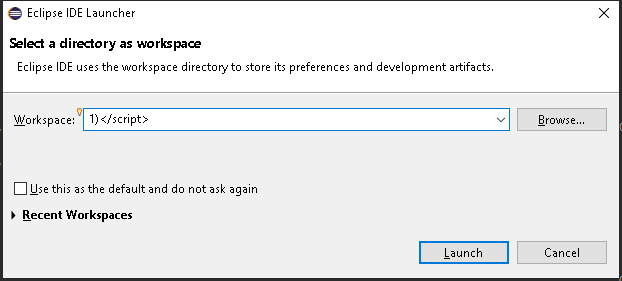 Eclipse IDE Launcher
Select a directory as workspace
Eclipse IDE uses the workspace directory to store its preferences and development artifacts.
Workspace: 1)</script> Browse...
Use this as the default and do not ask again
Recent Workspaces
Launch Cancel